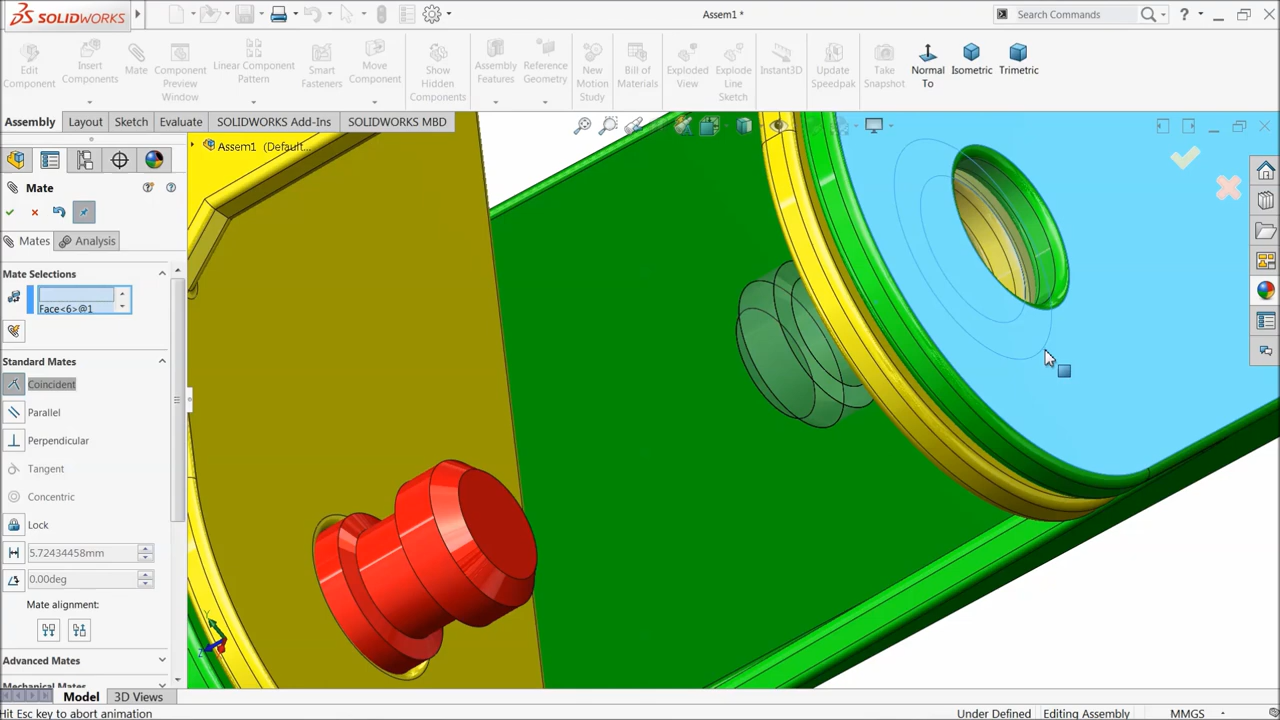 SOLIDWORKS
Assem1 *
Search Commands
?
Edit Component
Insert Components
Mate
Component Preview Window
Linear Component Pattern
Smart Fasteners
Move Component
Show Hidden Components
Assembly Features
Reference Geometry
New Motion Study
Bill of Materials
Exploded View
Explode Line Sketch
Instant3D
Update Speedpak
Take Snapshot
Normal To
Isometric
Trimetric
Assembly
Layout
Sketch
Evaluate
SOLIDWORKS Add-Ins
SOLIDWORKS MBD
Assem1 (Default...
Mate
Mates
Analysis
Mate Selections
Face<6>@1
Standard Mates
Coincident
Parallel
Perpendicular
Tangent
Concentric
Lock
5.72434458mm
0.00deg
Mate alignment:
Advanced Mates
Mechanical Mates
Model
3D Views
Hit Esc key to abort animation
Under Defined
Editing Assembly
MMGS